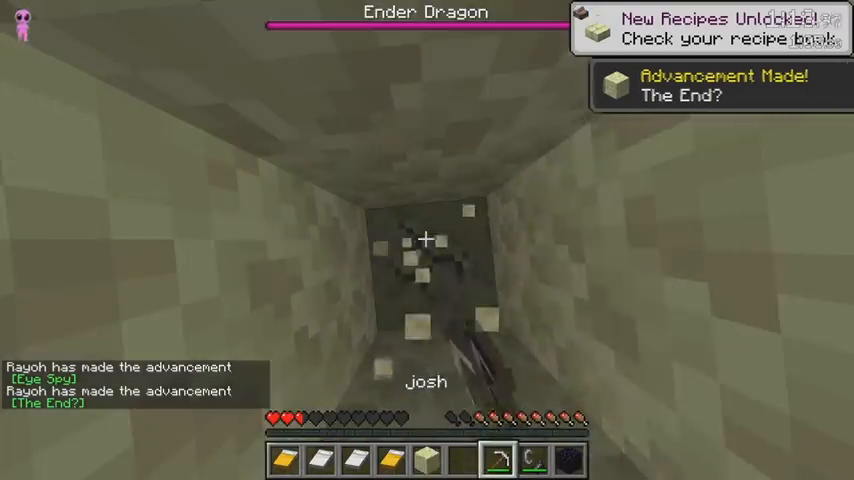 Ender Dragon
New Recipes Unlocked!
Check your recipe book
Advancement Made!
The End?
Rayoh has made the advancement
[Eye Spy]
Rayoh has made the advancement
[The End?]
josh